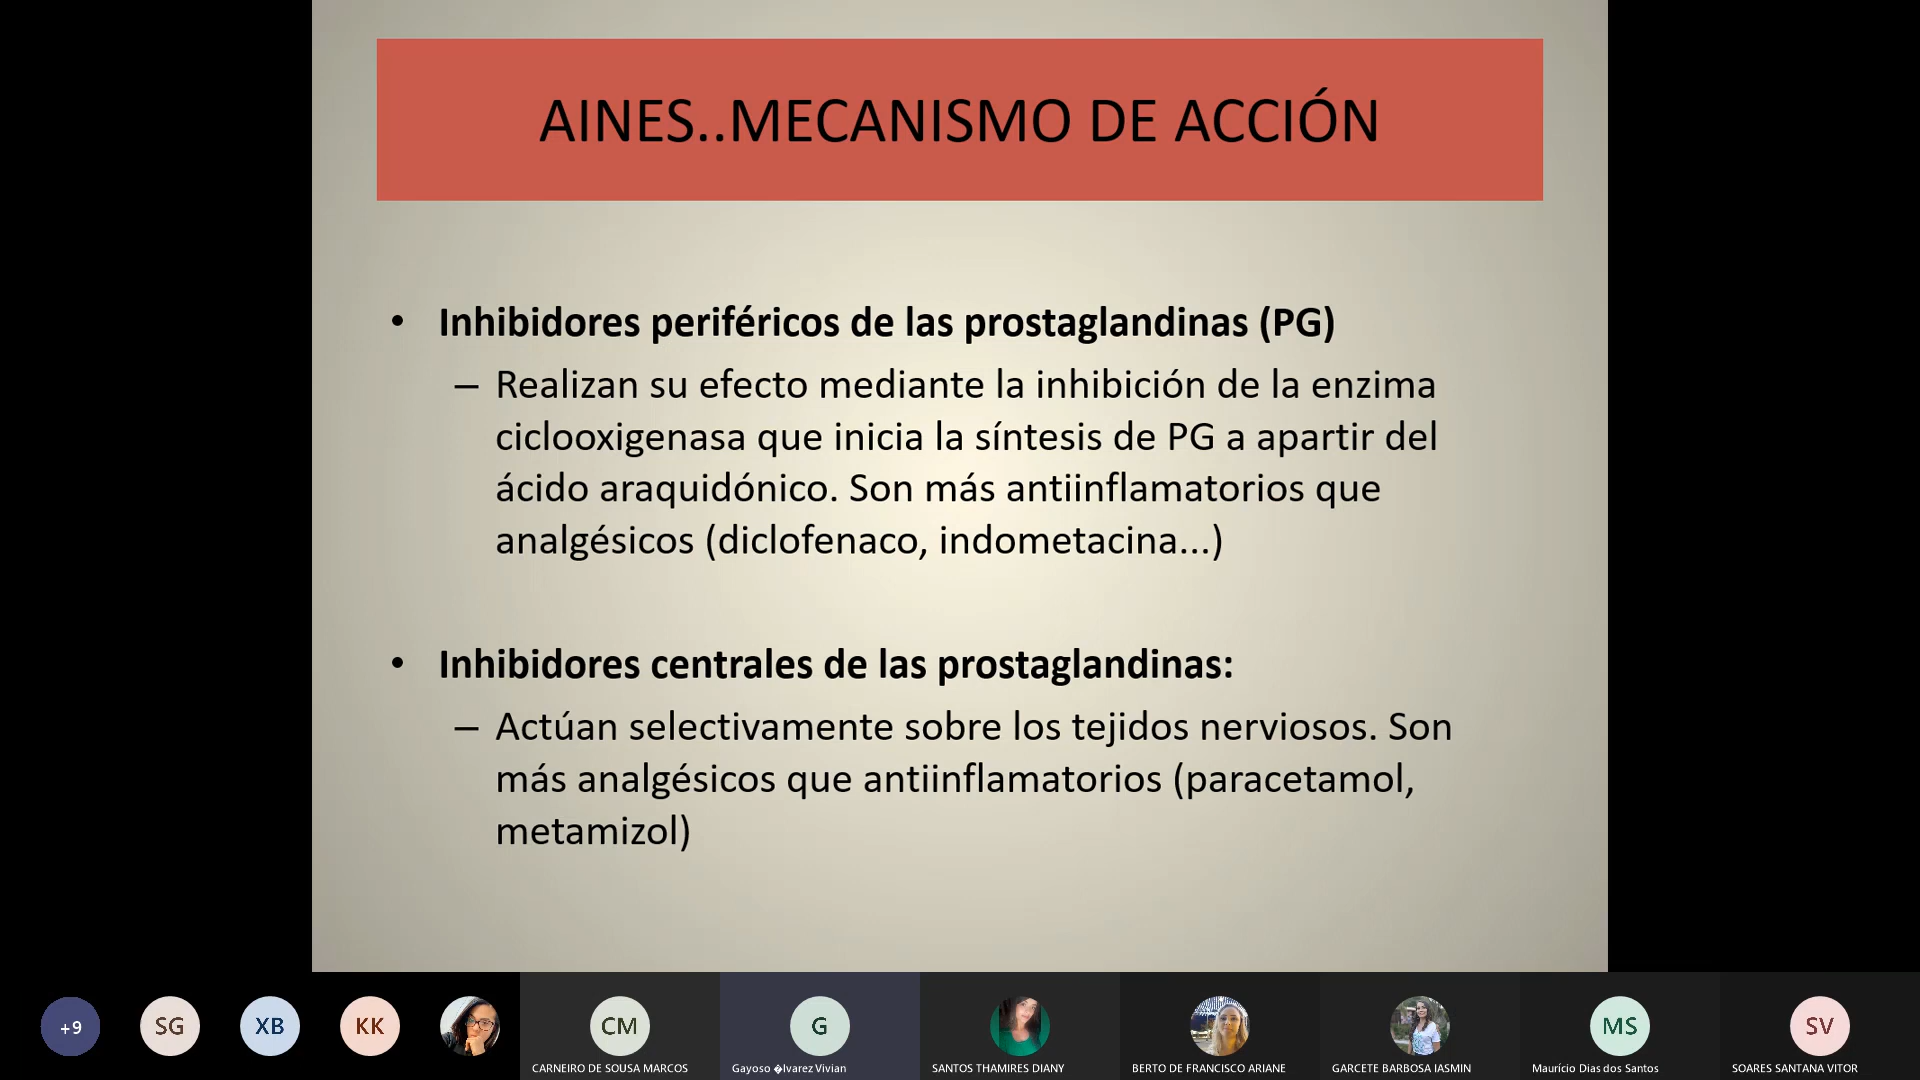 AINES..MECANISMO DE ACCIÓN
• Inhibidores periféricos de las prostaglandinas (PG)
– Realizan su efecto mediante la inhibición de la enzima
ciclooxigenasa que inicia la síntesis de PG a apartir del
ácido araquidónico. Son más antiinflamatorios que
analgésicos (diclofenaco, indometacina...)
• Inhibidores centrales de las prostaglandinas:
– Actúan selectivamente sobre los tejidos nerviosos. Son
más analgésicos que antiinflamatorios (paracetamol,
metamizol)
+9
SG
XB
KK
CM
G
MS
SV
CARNEIRO DE SOUSA MARCOS
Gayoso �lvarez Vivian
SANTOS THAMIRES DIANY
BERTO DE FRANCISCO ARIANE
GARCETE BARBOSA IASMIN
Maurício Dias dos Santos
SOARES SANTANA VITOR